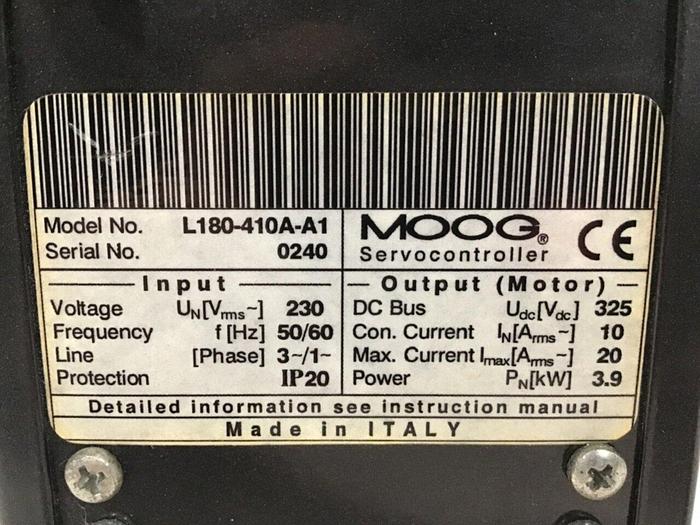 Model No. L180-410A-A1
Serial No. 0240
MOOG®
Servocontroller
CE
Input
Voltage U_N[V_rms~] 230
Frequency f [Hz] 50/60
Line [Phase] 3~/1~
Protection IP20
Output (Motor)
DC Bus U_dc[V_dc] 325
Con. Current I_N[A_rms~] 10
Max. Current I_max[A_rms~] 20
Power P_N[kW] 3.9
Detailed information see instruction manual
Made in ITALY